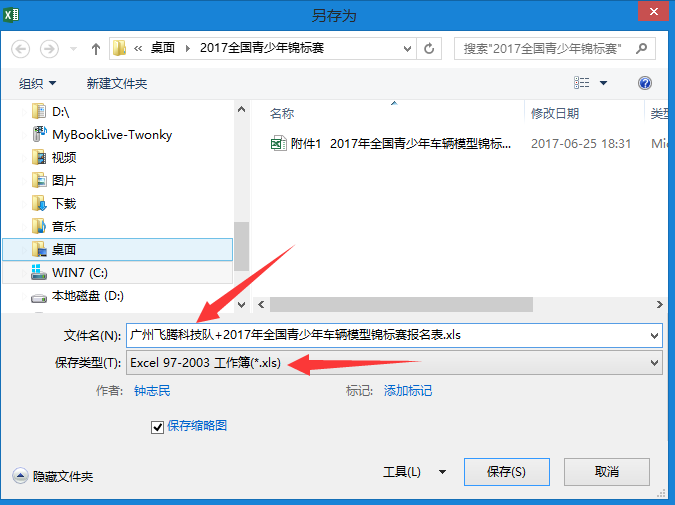 另存为
« 桌面 2017全国青少年锦标赛
搜索"2017全国青少年锦标赛"
组织 新建文件夹
名称 修改日期 类型
D:\
MyBookLive-Twonky
视频
图片
下载
音乐
桌面
WIN7 (C:)
本地磁盘 (D:)
附件1 2017年全国青少年车辆模型锦标... 2017-06-25 18:31 Mic
文件名(N): 广州飞腾科技队+2017年全国青少年车辆模型锦标赛报名表.xls
保存类型(T): Excel 97-2003 工作簿(*.xls)
作者: 钟志民 标记: 添加标记
保存缩略图
隐藏文件夹 工具(L) 保存(S) 取消